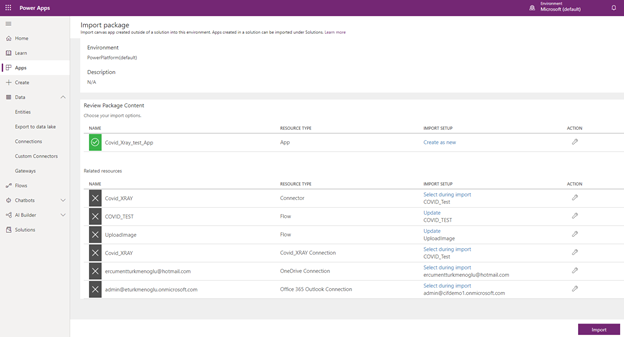 Power Apps
Environment
Microsoft (default)
Home
Learn
Apps
Create
Data
Entities
Export to data lake
Connections
Custom Connectors
Gateways
Flows
Chatbots
AI Builder
Solutions
Import package
Import canvas app created outside of a solution into this environment. Apps created in a solution can be imported under Solutions. Learn more
Environment
PowerPlatform(default)
Description
N/A
Review Package Content
Choose your import options.
NAME RESOURCE TYPE IMPORT SETUP ACTION
Covid_Xray_test_App App Create as new
Related resources
NAME RESOURCE TYPE IMPORT SETUP ACTION
Covid_XRAY Connector Select during import
COVID_Test
COVID_TEST Flow Update
COVID_TEST
UploadImage Flow Update
UploadImage
Covid_XRAY Covid_XRAY Connection Select during import
COVID_Test
ercumentturkmenoglu@hotmail.com OneDrive Connection Select during import
ercumentturkmenoglu@hotmail.com
admin@eturkmenoglu.onmicrosoft.com Office 365 Outlook Connection Select during import
admin@citfdemo1.onmicrosoft.com
Import